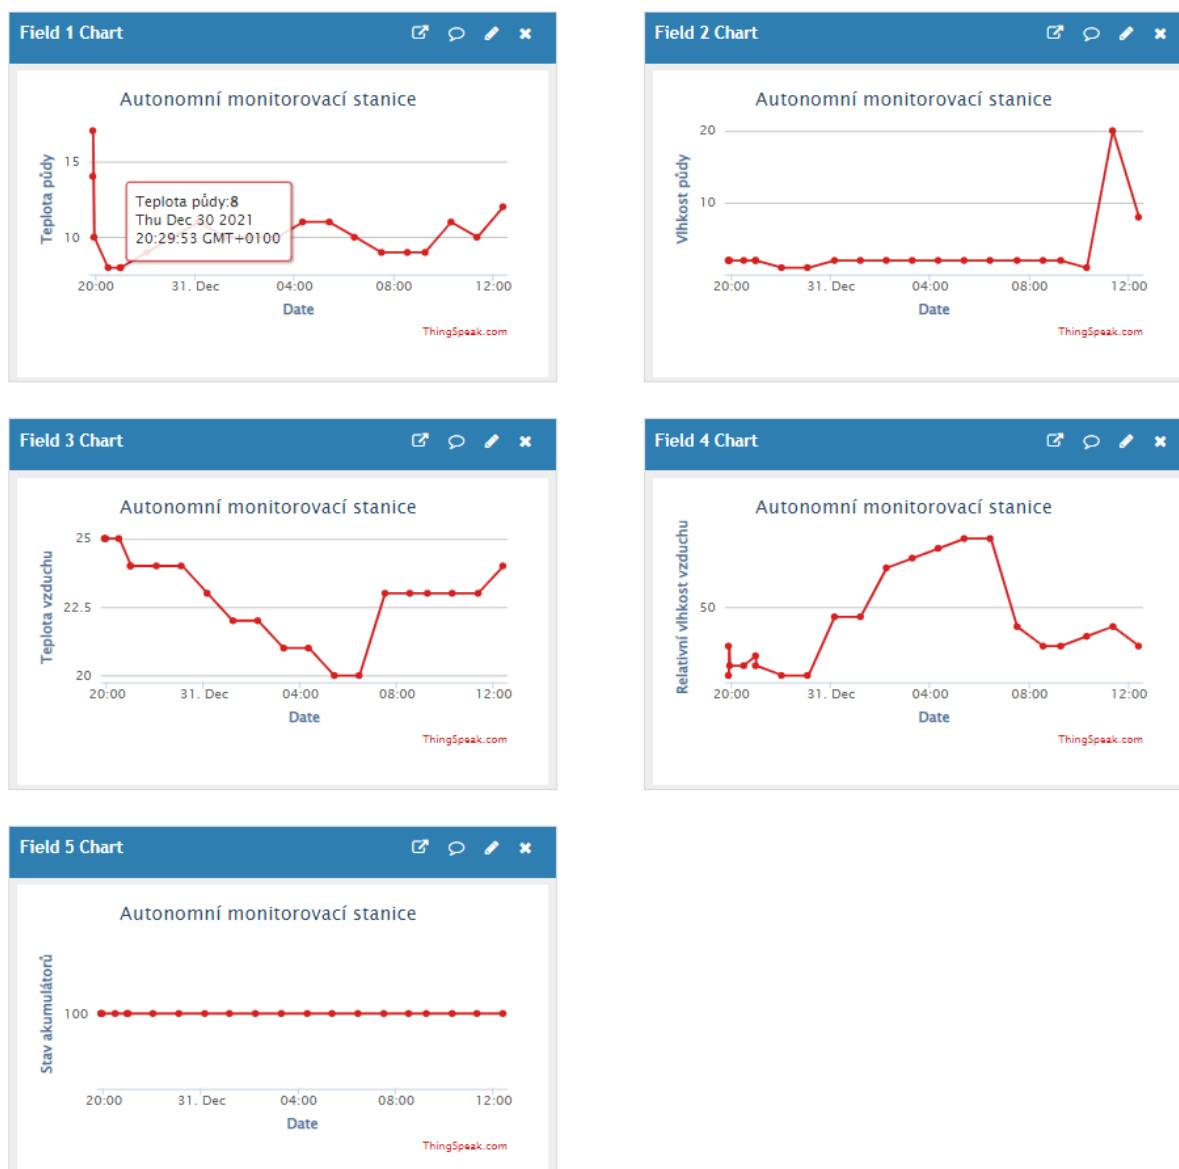 Field 1 Chart
Autonomní monitorovací stanice
Teplota půdy
15
10
Teplota půdy:8
Thu Dec 30 2021
20:29:53 GMT+0100
20:00 31. Dec 04:00 08:00 12:00
Date
ThingSpeak.com
Field 2 Chart
Autonomní monitorovací stanice
Vlhkost půdy
20
10
20:00 31. Dec 04:00 08:00 12:00
Date
ThingSpeak.com
Field 3 Chart
Autonomní monitorovací stanice
Teplota vzduchu
25
22.5
20
20:00 31. Dec 04:00 08:00 12:00
Date
ThingSpeak.com
Field 4 Chart
Autonomní monitorovací stanice
Relativní vlhkost vzduchu
50
20:00 31. Dec 04:00 08:00 12:00
Date
ThingSpeak.com
Field 5 Chart
Autonomní monitorovací stanice
Stav akumulátorů
100
20:00 31. Dec 04:00 08:00 12:00
Date
ThingSpeak.com